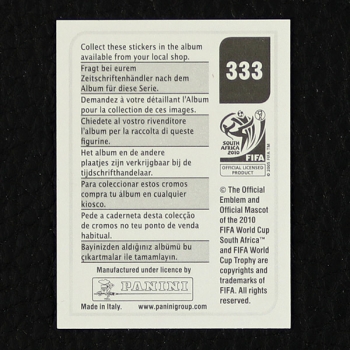 Collect these stickers in the album
available from your local shop.
Fragt bei eurem
Zeitschriftenhändler nach dem
Album für diese Serie.
Demandez à votre détaillant l'Album
pour la collection de ces images.
Chiedete al vostro rivenditore
l'album per la raccolta di queste
figurine.
Het album en de andere
plaatjes zijn verkrijgbaar bij de
tijdschrifthandelaar.
Para coleccionar estos cromos
compra tu álbum en cualquier
kiosco.
Pede a caderneta desta colecção
de cromos no teu ponto de venda
habitual.
Bayinizden aldığınız albümü bu
çıkartmalar ile tamamlayın.
Manufactured under licence by
PANINI
Made in Italy. www.paninigroup.com
333
SOUTH AFRICA
2010
FIFA
OFFICIAL LICENSED
PRODUCT
© The Official
Emblem and
Official Mascot
of the 2010
FIFA World Cup
South Africa™
and FIFA World
Cup Trophy are
copyrights and
trademarks of
FIFA. All rights
reserved.